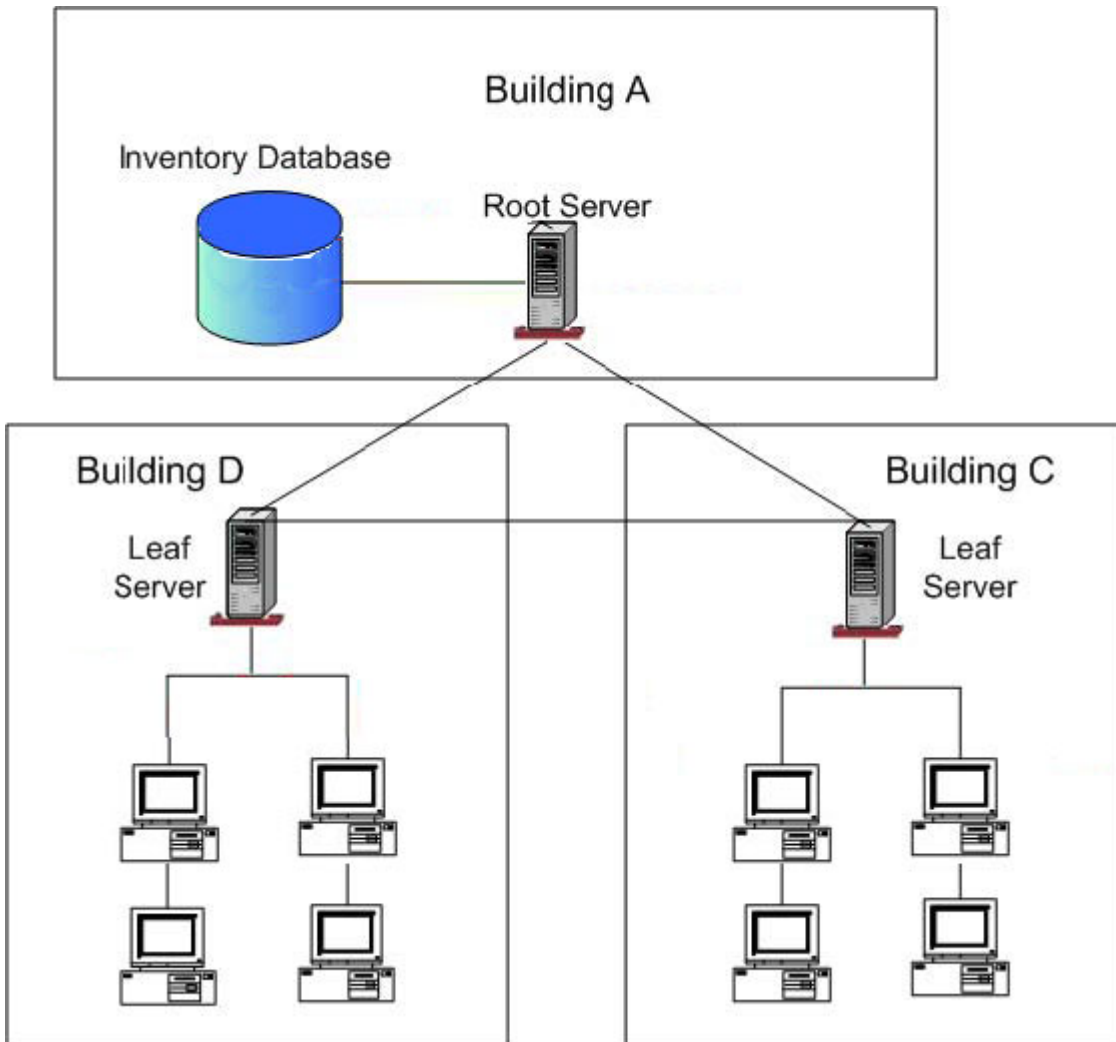 Building A
Inventory Database
Root Server
Building D
Building C
Leaf
Server
Leaf
Server